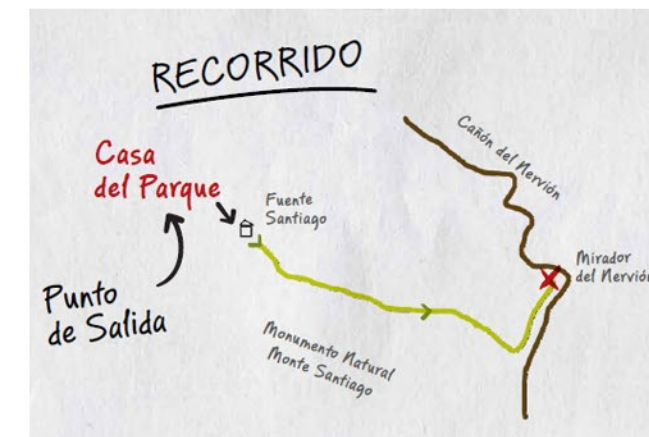 RECORRIDO
Cañón del Nervión
Casa
del Parque
Fuente
Santiago
Mirador
del Nervión
Punto
de Salida
Monumento Natural
Monte Santiago